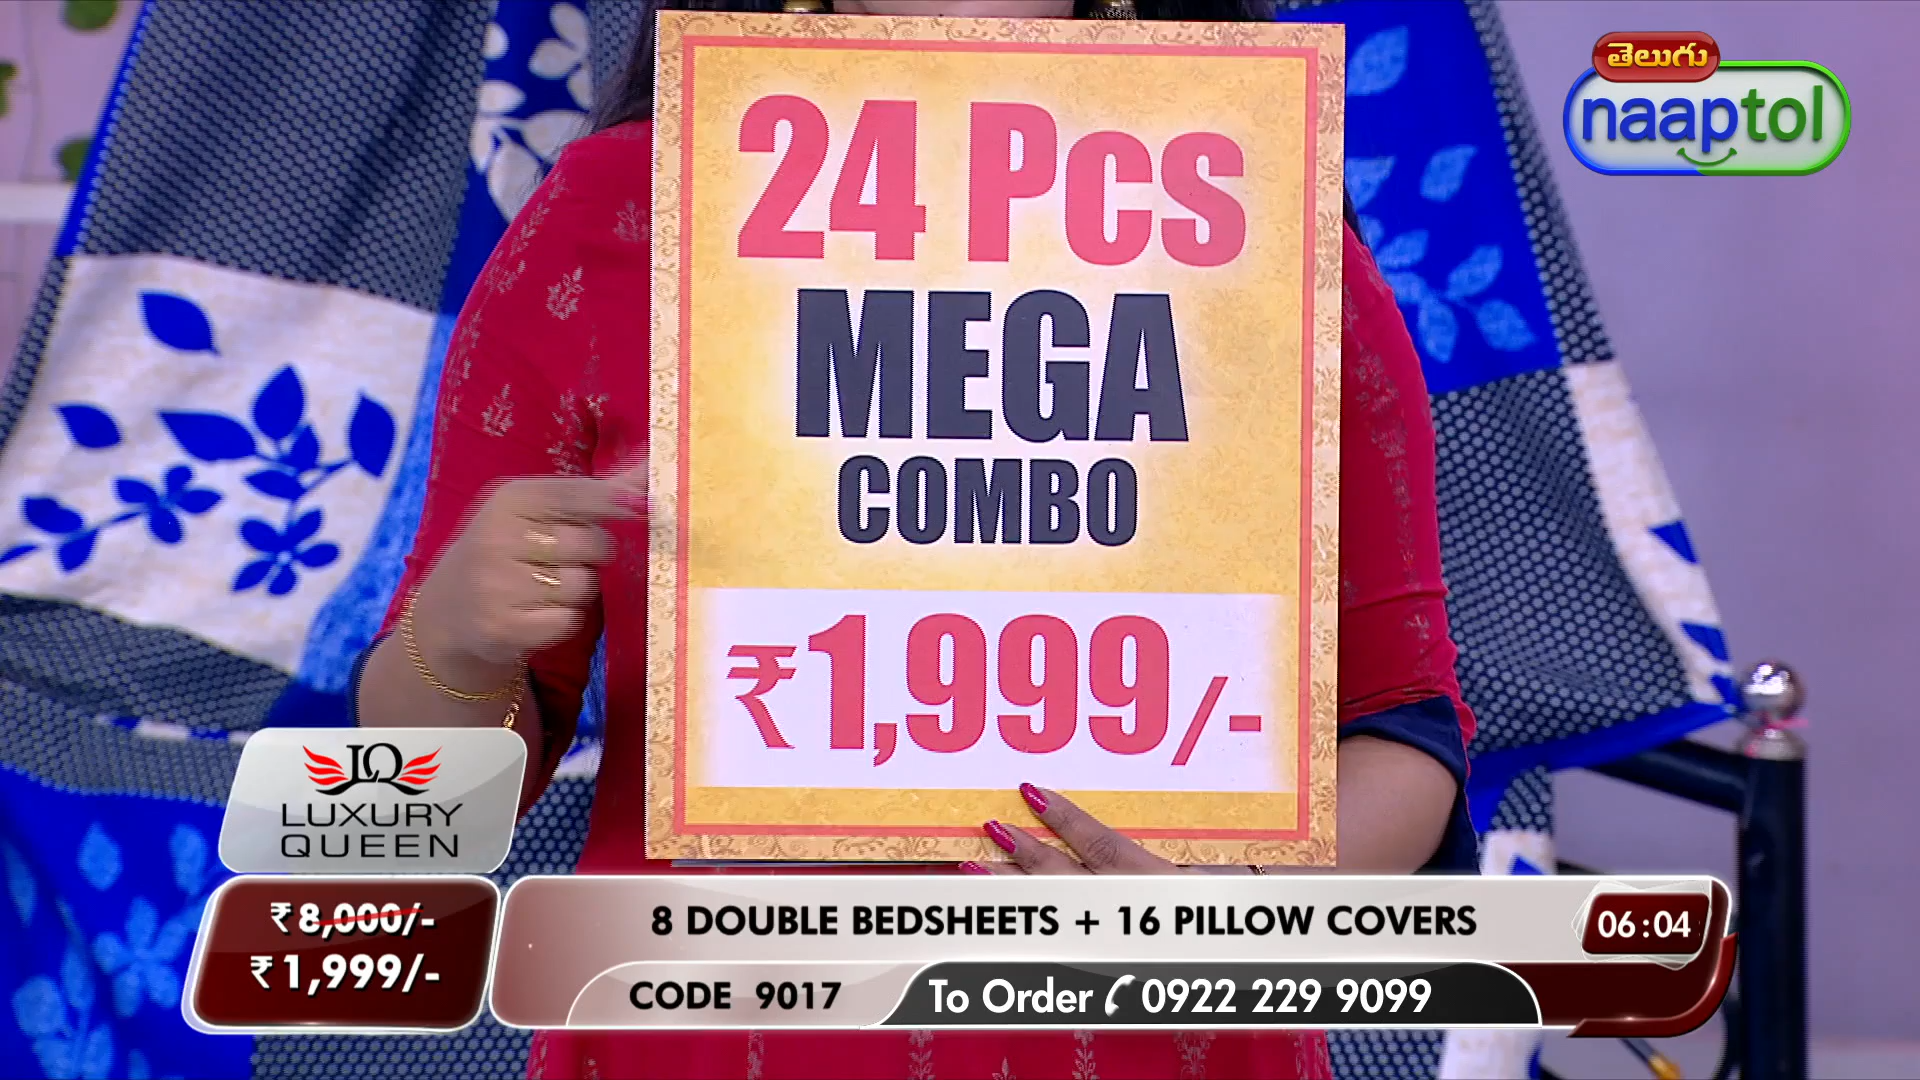 తెలుగు
naaptol
24 Pcs
MEGA
COMBO
₹1,999/-
LQ
LUXURY
QUEEN
₹8,000/-
₹1,999/-
8 DOUBLE BEDSHEETS + 16 PILLOW COVERS
06:04
CODE 9017
To Order 0922 229 9099